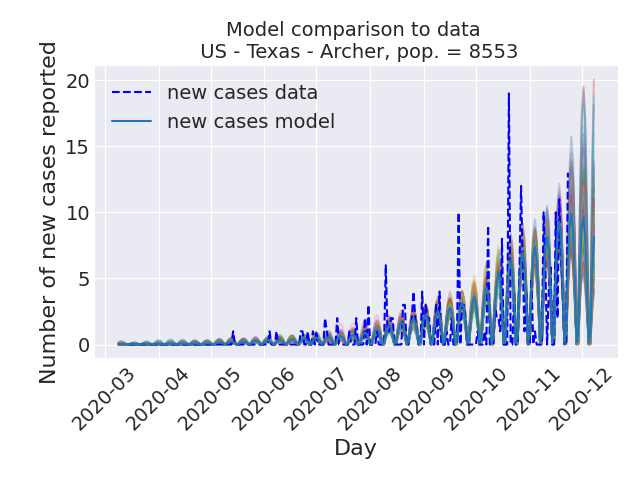 Model comparison to data
US - Texas - Archer, pop. = 8553
Number of new cases reported
20
15
10
5
0
new cases data
new cases model
2020-03
2020-04
2020-05
2020-06
2020-07
2020-08
2020-09
2020-10
2020-11
2020-12
Day